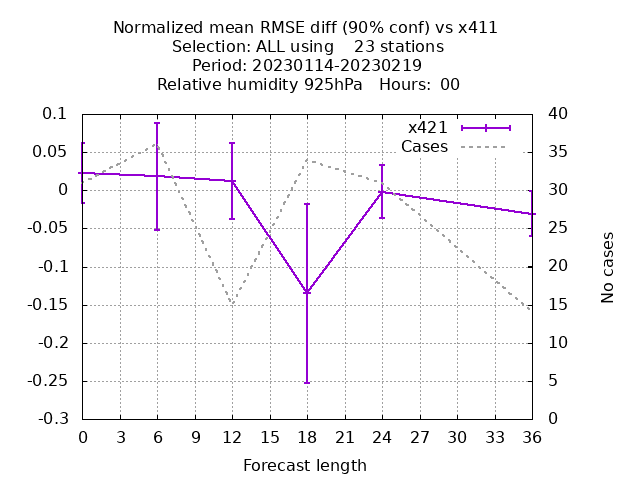 Normalized mean RMSE diff (90% conf) vs x411
Selection: ALL using    23 stations
Period: 20230114-20230219
Relative humidity 925hPa   Hours:  00
0.1
0.05
0
-0.05
-0.1
-0.15
-0.2
-0.25
-0.3
x421
Cases
40
35
30
25
20
15
10
5
0
No cases
0 3 6 9 12 15 18 21 24 27 30 33 36
Forecast length